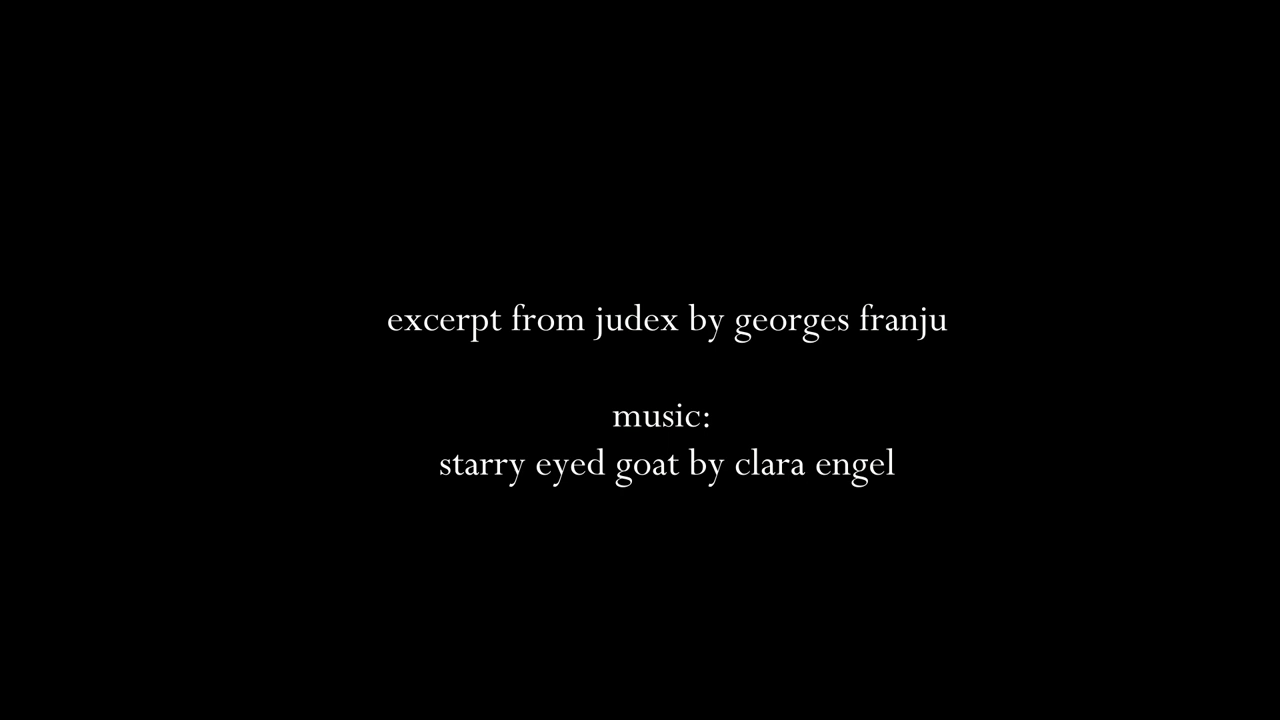 excerpt from judex by georges franju
music:
starry eyed goat by clara engel